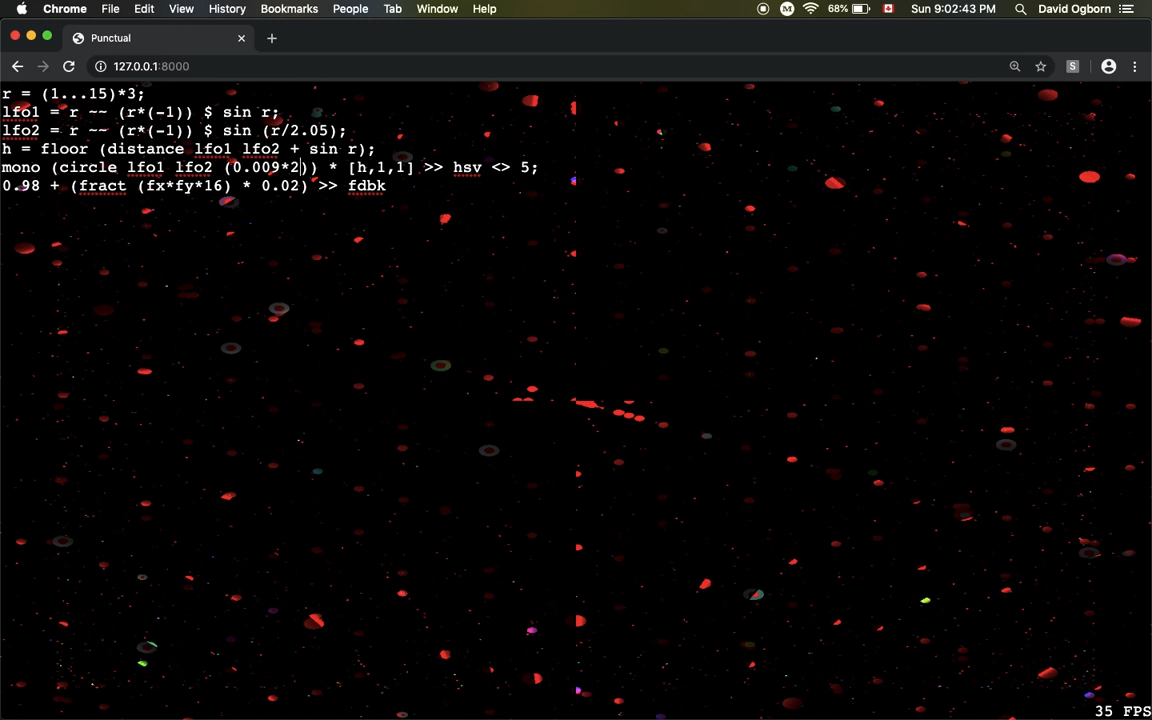 Chrome File Edit View History Bookmarks People Tab Window Help M 68% Sun 9:02:43 PM David Ogborn
Punctual
127.0.0.1:8000 S
r = (1...15)*3;
lfo1 = r ~~ (r*(-1)) $ sin r;
lfo2 = r ~~ (r*(-1)) $ sin (r/2.05);
h = floor (distance lfo1 lfo2 + sin r);
mono (circle lfo1 lfo2 (0.009*2)) * [h,1,1] >> hsv <> 5;
0.98 + (fract (fx*fy*16) * 0.02) >> fdbk
35 FPS